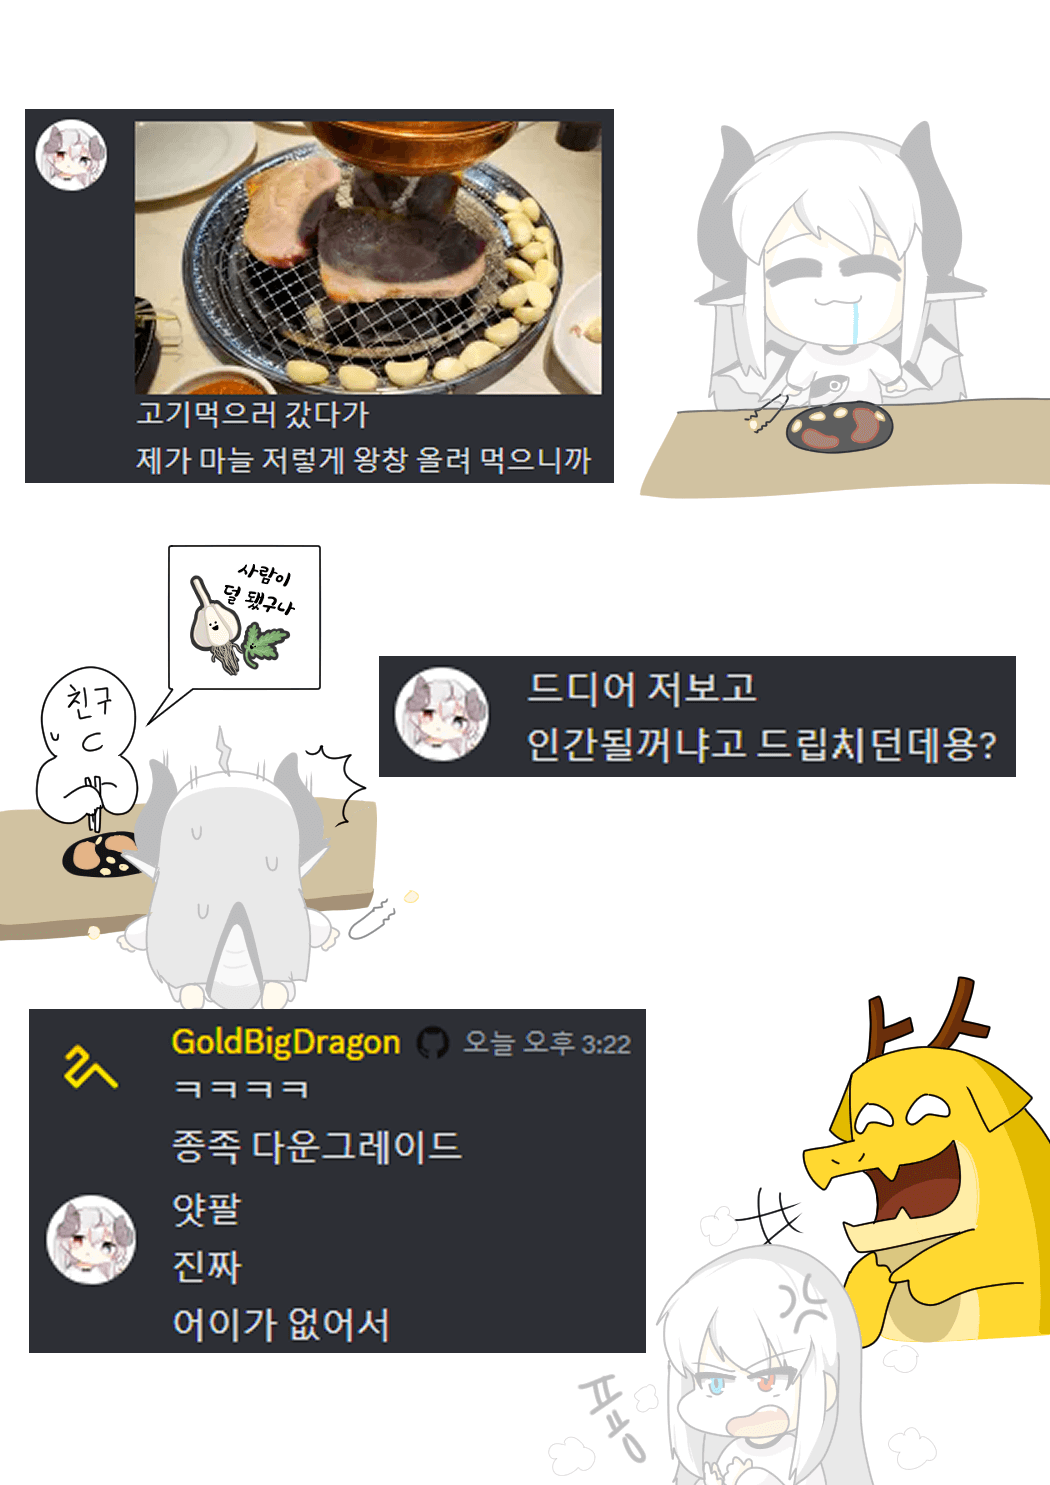 고기먹으러 갔다가
제가 마늘 저렇게 왕창 올려 먹으니까
사람이
덜 됐구나
친구
드디어 저보고
인간될꺼냐고 드립치던데용?
GoldBigDragon 오늘 오후 3:22
ㅋㅋㅋㅋ
종족 다운그레이드
얏팔
진짜
어이가 없어서
프슝